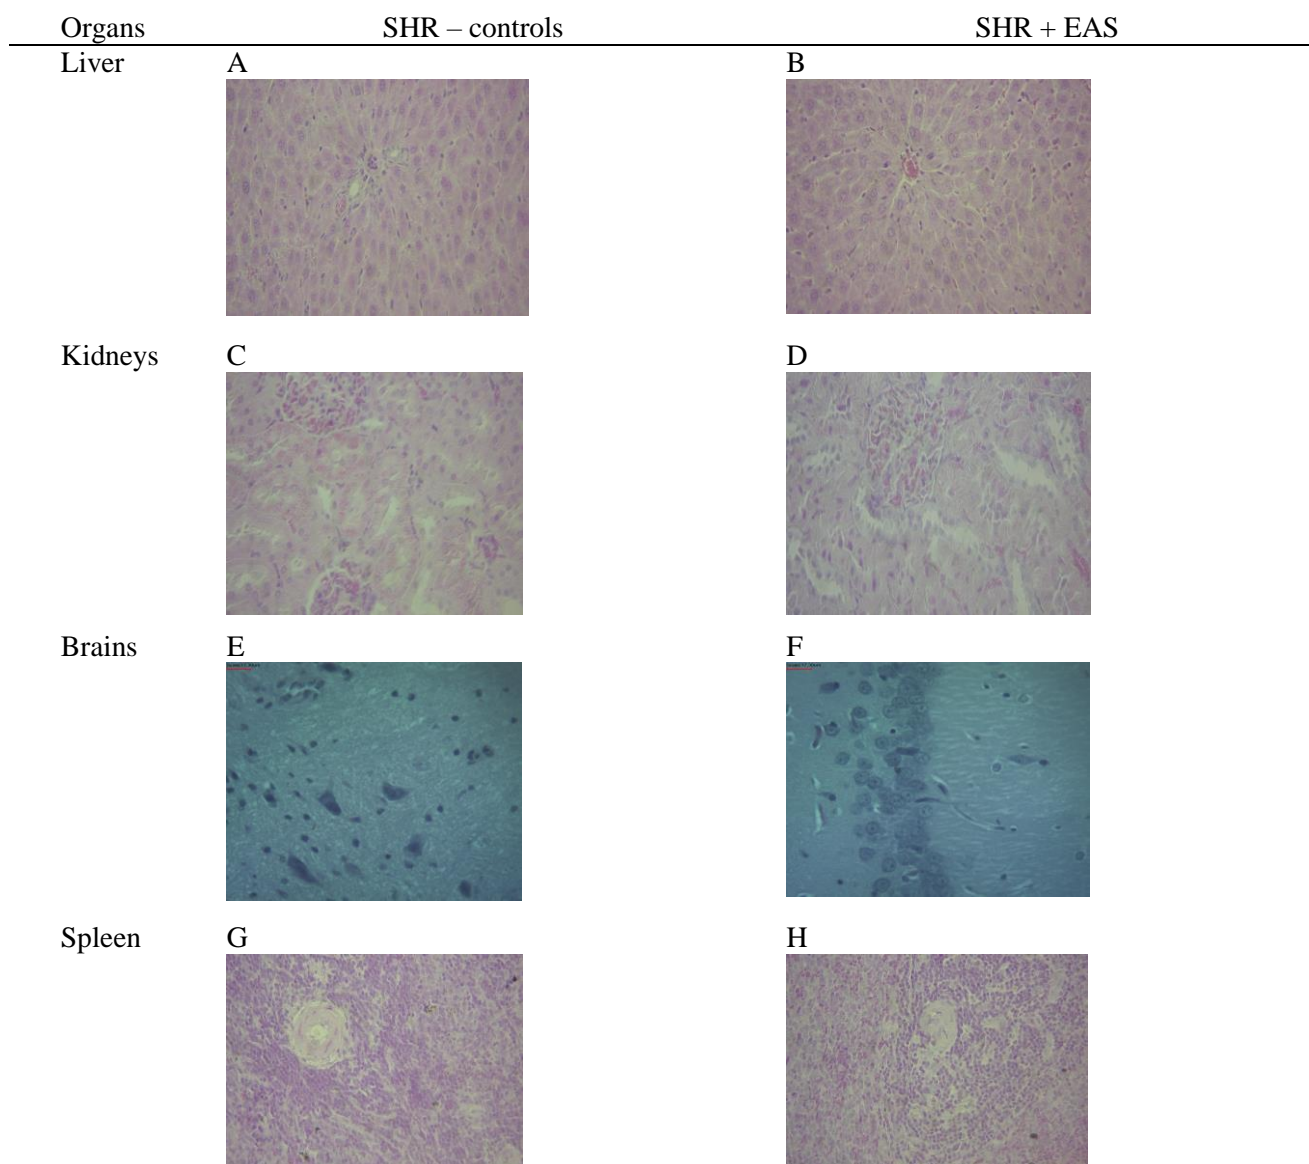 Organs SHR – controls SHR + EAS
Liver A B
Kidneys C D
Brains E F
Spleen G H